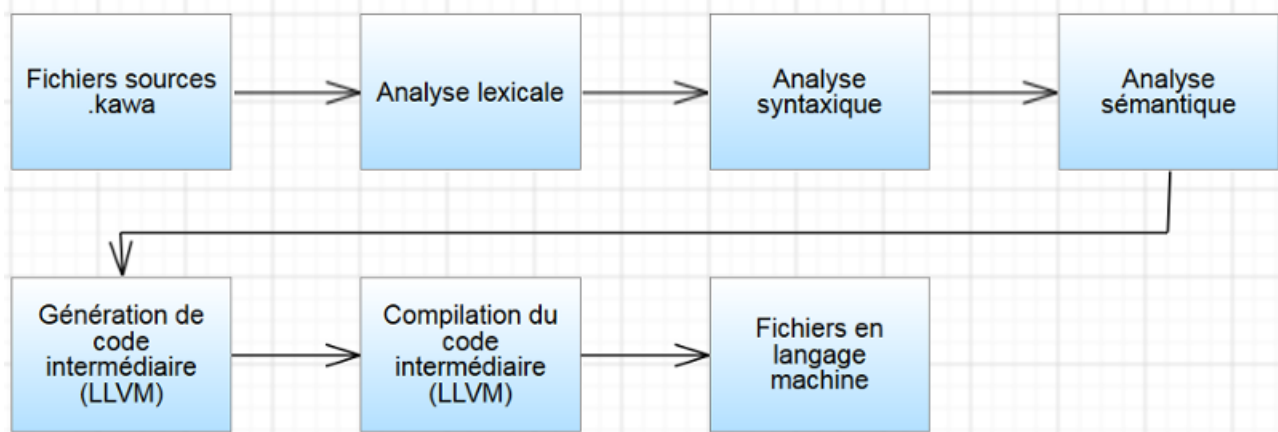 Fichiers sources
.kawa
Analyse lexicale
Analyse
syntaxique
Analyse
sémantique
Génération de
code
intermédiaire
(LLVM)
Compilation du
code
intermédiaire
(LLVM)
Fichiers en
langage
machine